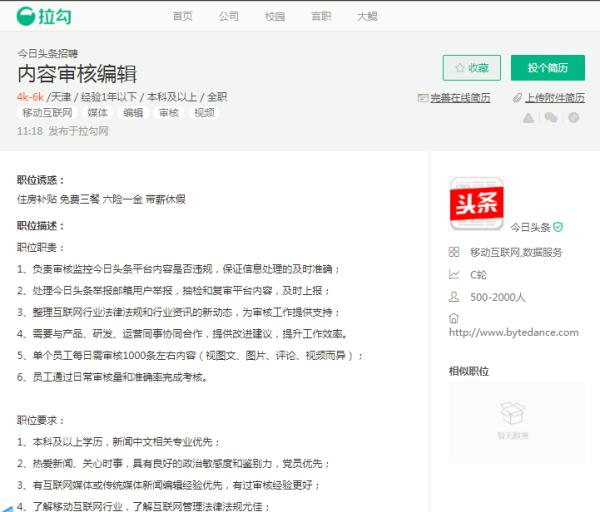 拉勾
首页 公司 校园 言职 大鲲
今日头条招聘
内容审核编辑
4k-6k /天津 / 经验1年以下 / 本科及以上 / 全职
移动互联网 媒体 编辑 审核 视频
11:18 发布于拉勾网
收藏
投个简历
完善在线简历 上传附件简历
职位诱惑：
住房补贴 免费三餐 六险一金 带薪休假
职位描述：
职位职责：
1、负责审核监控今日头条平台内容是否违规，保证信息处理的及时准确；
2、处理今日头条举报邮箱用户举报，抽检和复审平台内容，及时上报；
3、整理互联网行业法律法规和行业资讯的新动态，为审核工作提供支持；
4、需要与产品、研发、运营同事协同合作，提供改进建议，提升工作效率。
5、单个员工每日需审核1000条左右内容（视图文、图片、评论、视频而异）；
6、员工通过日常审核量和准确率完成考核。
职位要求：
1、本科及以上学历，新闻中文相关专业优先；
2、热爱新闻、关心时事，具有良好的政治敏感度和鉴别力，党员优先；
3、有互联网媒体或传统媒体新闻编辑经验优先，有过审核经验更好；
4、了解移动互联网行业，了解互联网管理法律法规尤佳；
头条
今日头条
移动互联网,数据服务
C轮
500-2000人
http://www.bytedance.com
相似职位
暂无数据